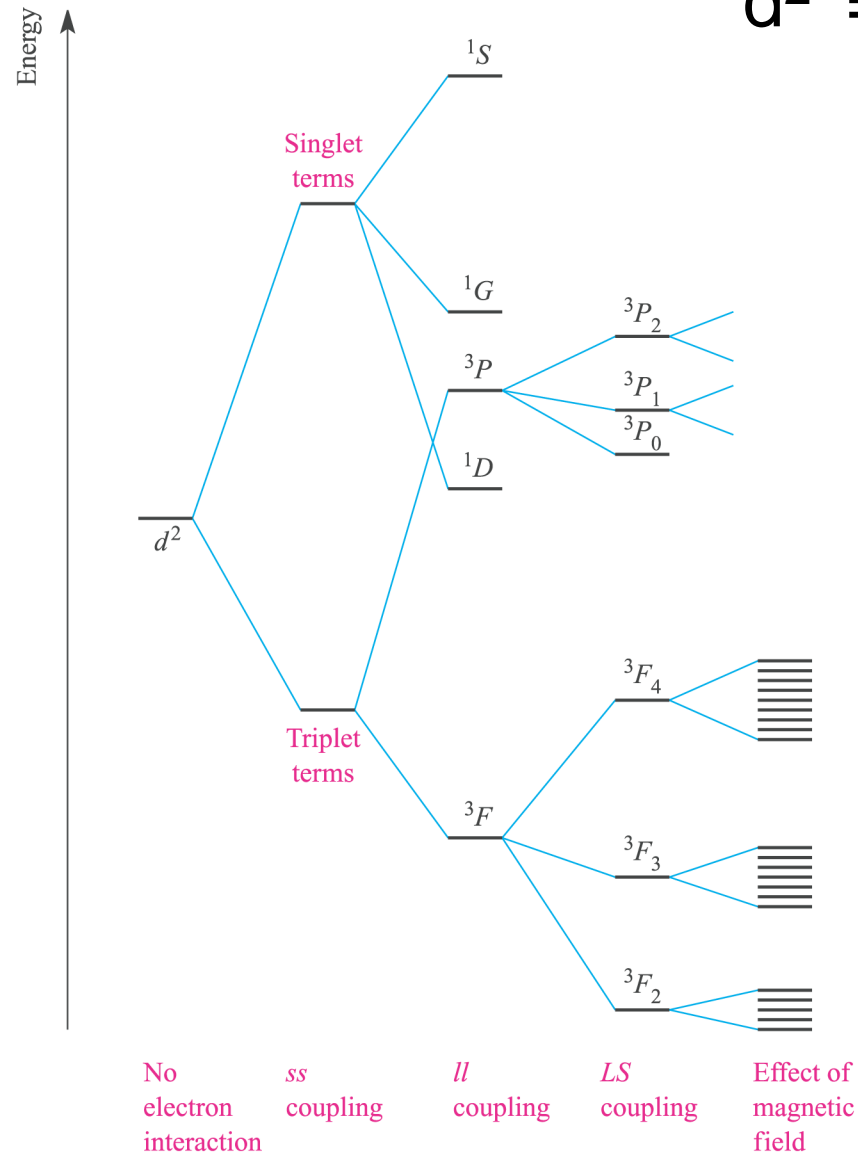 d² =
Energy
¹S
Singlet
terms
¹G
³P
³P₂
³P₁
³P₀
¹D
d²
Triplet
terms
³F
³F₄
³F₃
³F₂
No
electron
interaction
ss
coupling
ll
coupling
LS
coupling
Effect of
magnetic
field